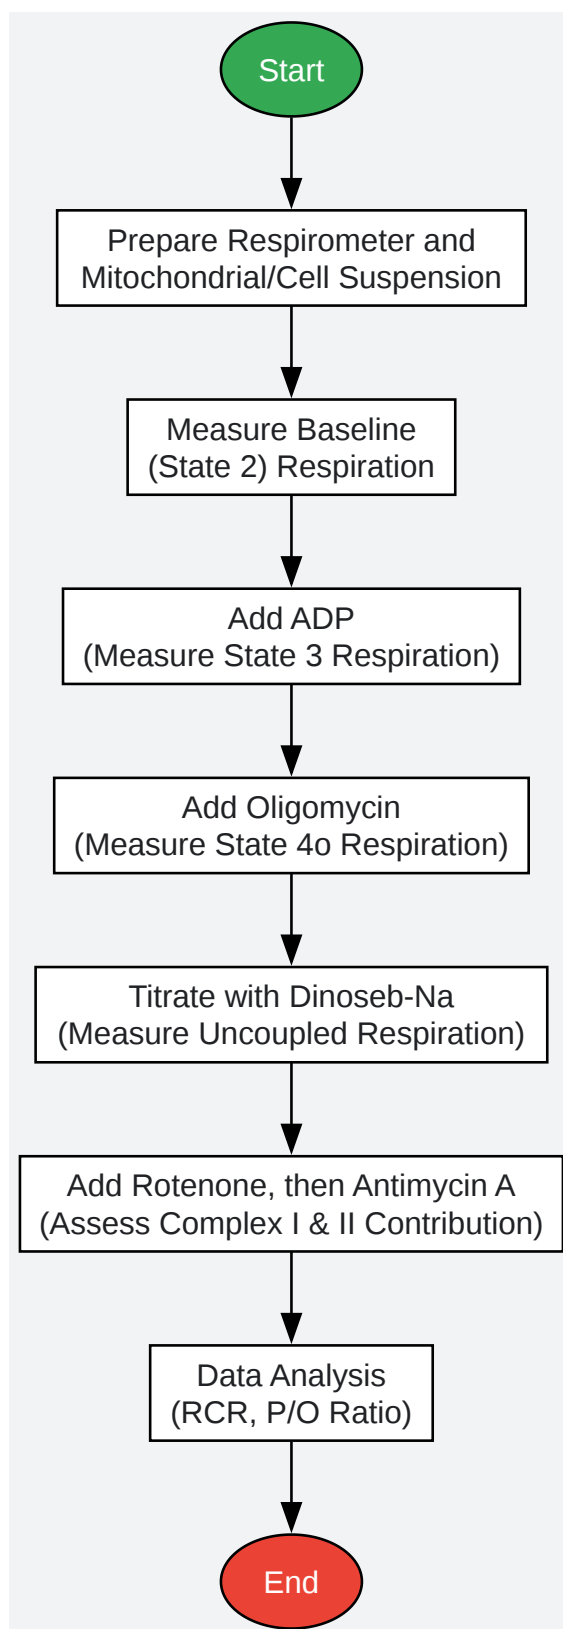 Start
Prepare Respirometer and
Mitochondrial/Cell Suspension
Measure Baseline
(State 2) Respiration
Add ADP
(Measure State 3 Respiration)
Add Oligomycin
(Measure State 4o Respiration)
Titrate with Dinoseb-Na
(Measure Uncoupled Respiration)
Add Rotenone, then Antimycin A
(Assess Complex I & II Contribution)
Data Analysis
(RCR, P/O Ratio)
End